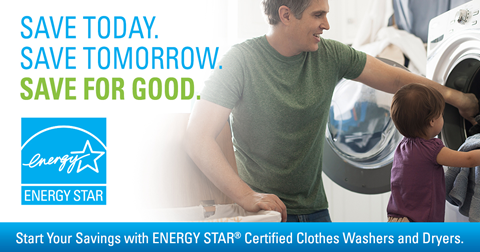 SAVE TODAY.
SAVE TOMORROW.
SAVE FOR GOOD.
energy
ENERGY STAR
Start Your Savings with ENERGY STAR® Certified Clothes Washers and Dryers.